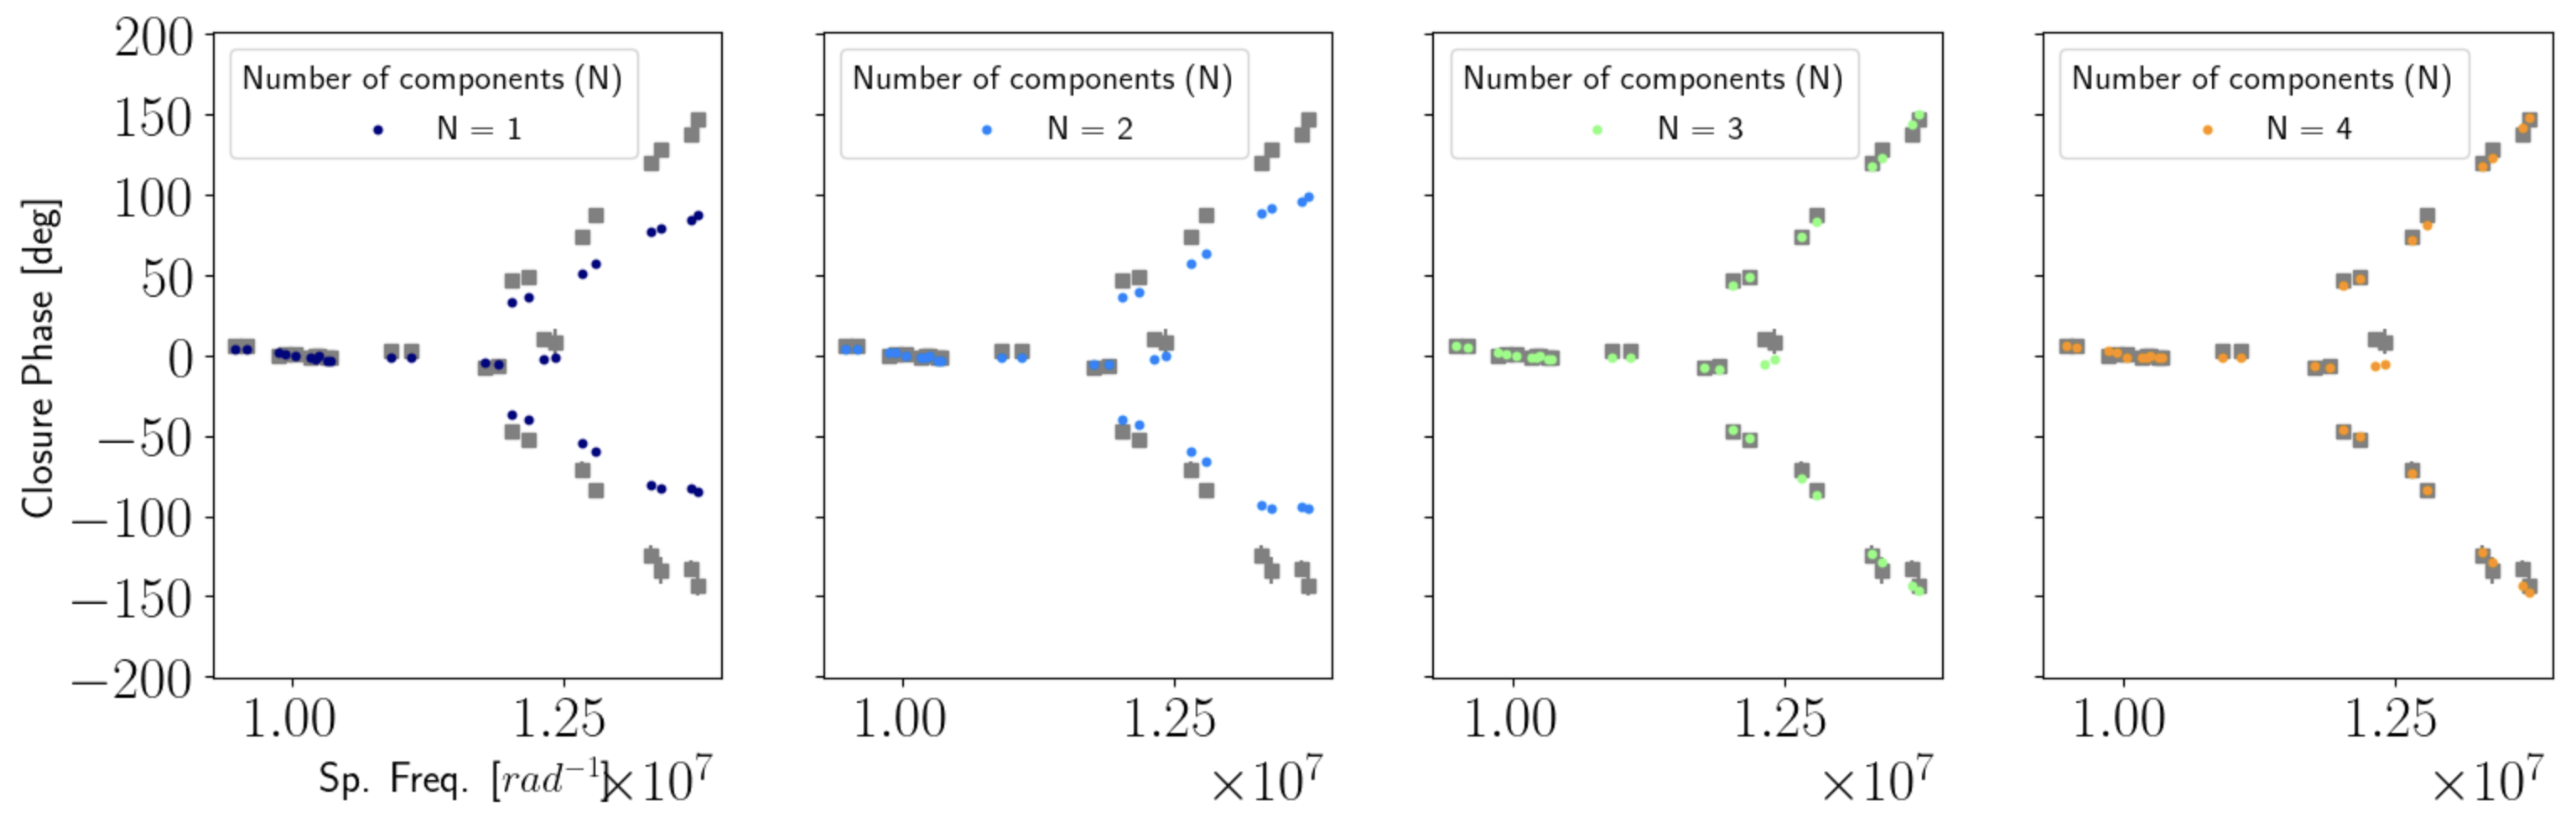 Closure Phase [deg]
200
150
100
50
0
−50
−100
−150
−200
Number of components (N)
N = 1
1.00
1.25
Sp. Freq. [rad⁻¹]
×10⁷
Number of components (N)
N = 2
1.00
1.25
×10⁷
Number of components (N)
N = 3
1.00
1.25
×10⁷
Number of components (N)
N = 4
1.00
1.25
×10⁷